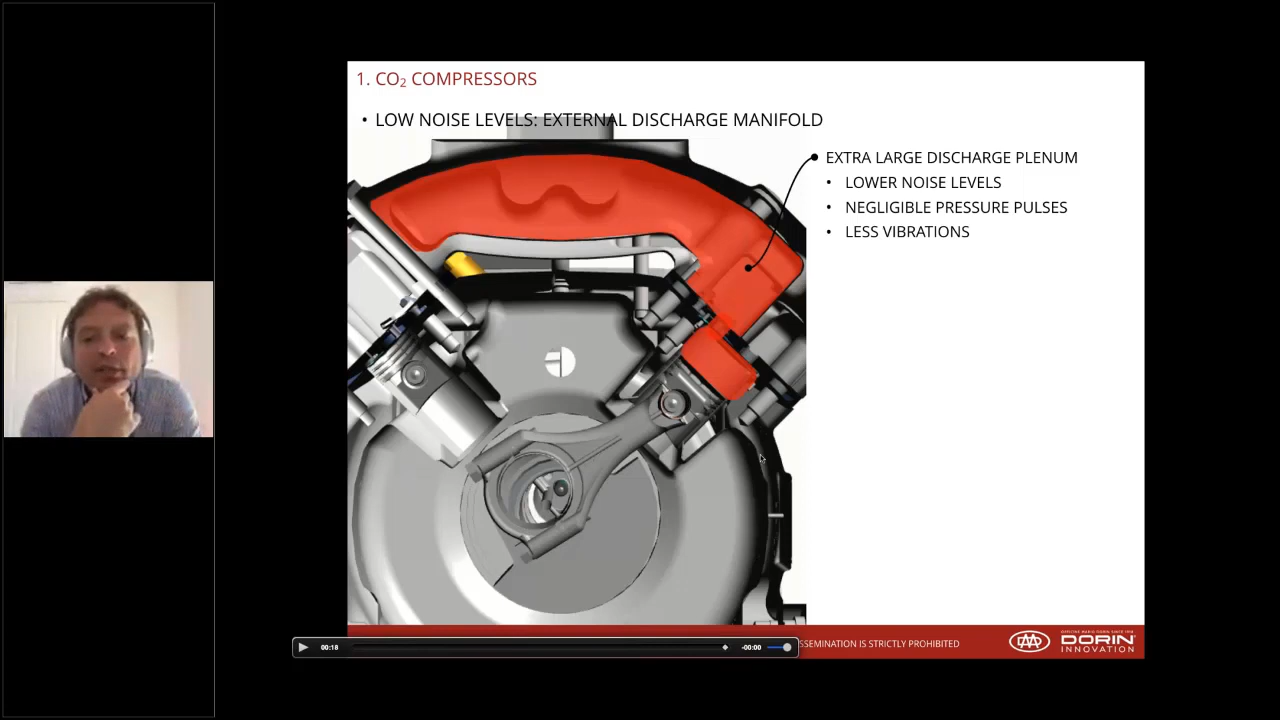 1. CO₂ COMPRESSORS
• LOW NOISE LEVELS: EXTERNAL DISCHARGE MANIFOLD
EXTRA LARGE DISCHARGE PLENUM
• LOWER NOISE LEVELS
• NEGLIGIBLE PRESSURE PULSES
• LESS VIBRATIONS
SSEMINATION IS STRICTLY PROHIBITED
DORIN
INNOVATION
00:18
-00:00